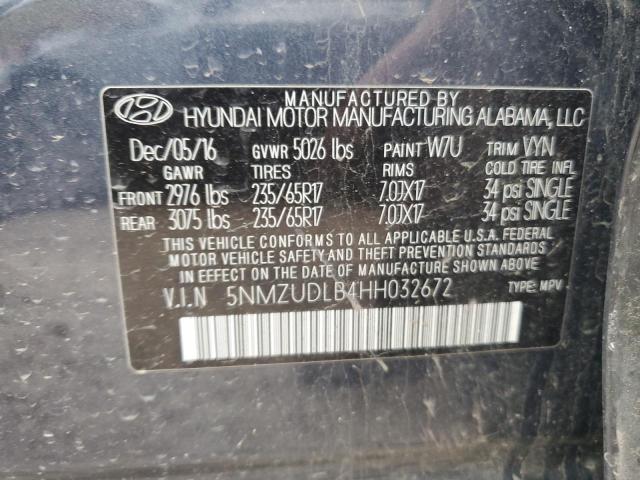 MANUFACTURED BY
HYUNDAI MOTOR MANUFACTURING ALABAMA, LLC
Dec/05/16 GVWR 5026 lbs PAINT W7U TRIM VYN
GAWR TIRES RIMS COLD TIRE INFL
FRONT 2976 lbs 235/65R17 7.0JX17 34 psi SINGLE
REAR 3075 lbs 235/65R17 7.0JX17 34 psi SINGLE
THIS VEHICLE CONFORMS TO ALL APPLICABLE U.S.A. FEDERAL
MOTOR VEHICLE SAFETY AND THEFT PREVENTION STANDARDS
IN EFFECT ON THE DATE OF MANUFACTURE SHOWN ABOVE.
V.I.N 5NMZUDLB4HH032672 TYPE: MPV